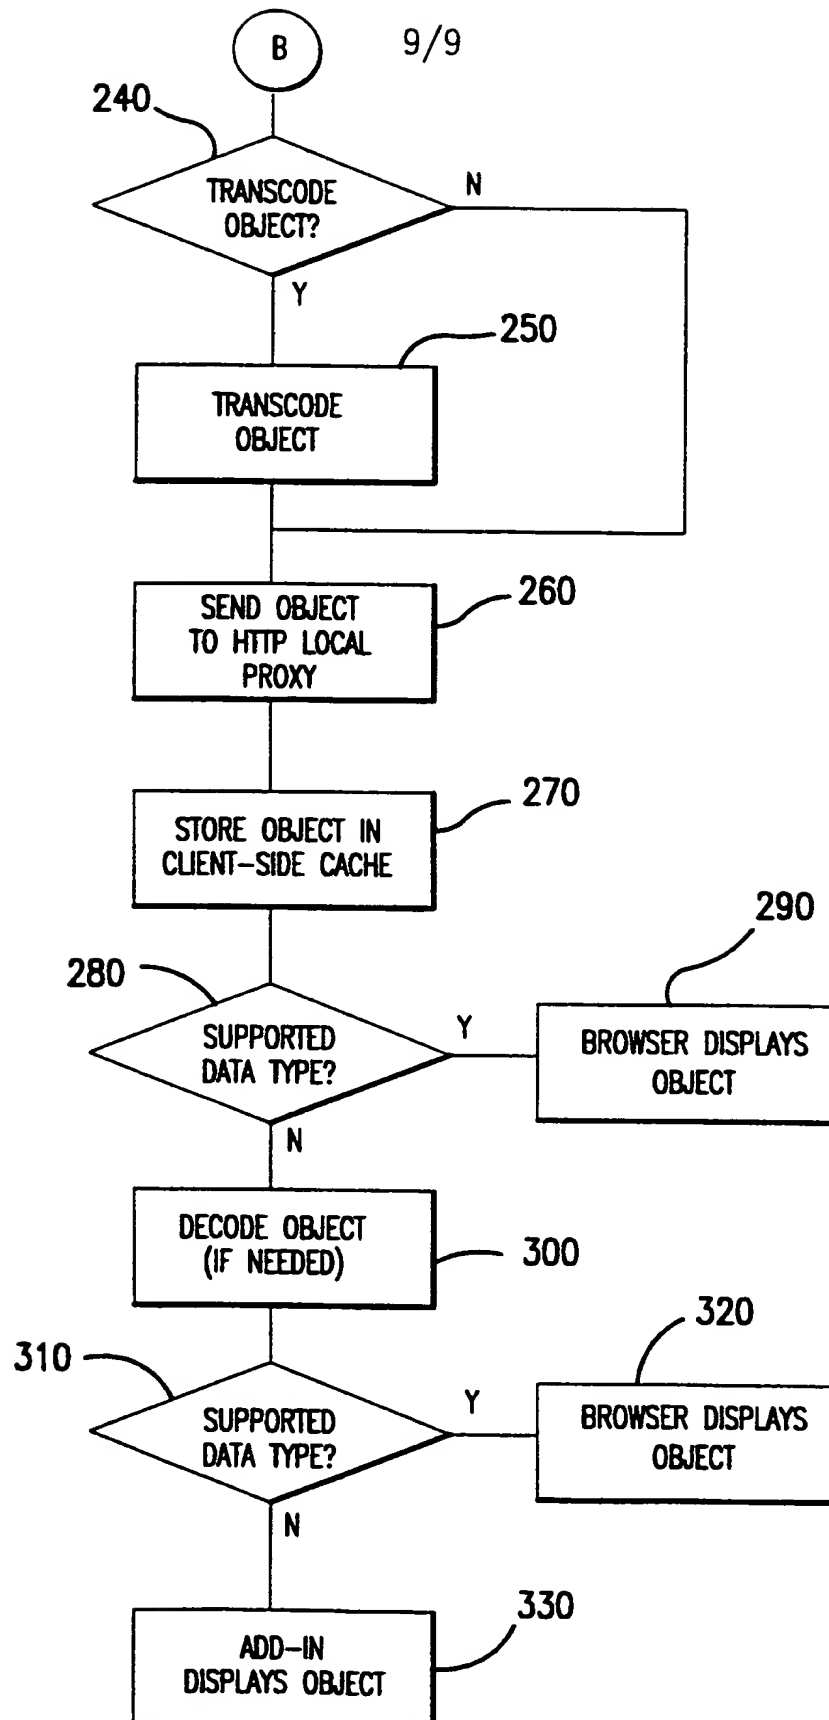 B
9/9
240
TRANSCODE
OBJECT?
N
Y
250
TRANSCODE
OBJECT
260
SEND OBJECT
TO HTTP LOCAL
PROXY
270
STORE OBJECT IN
CLIENT-SIDE CACHE
290
280
SUPPORTED
DATA TYPE?
Y
BROWSER DISPLAYS
OBJECT
N
DECODE OBJECT
(IF NEEDED)
300
320
310
SUPPORTED
DATA TYPE?
Y
BROWSER DISPLAYS
OBJECT
N
330
ADD-IN
DISPLAYS OBJECT